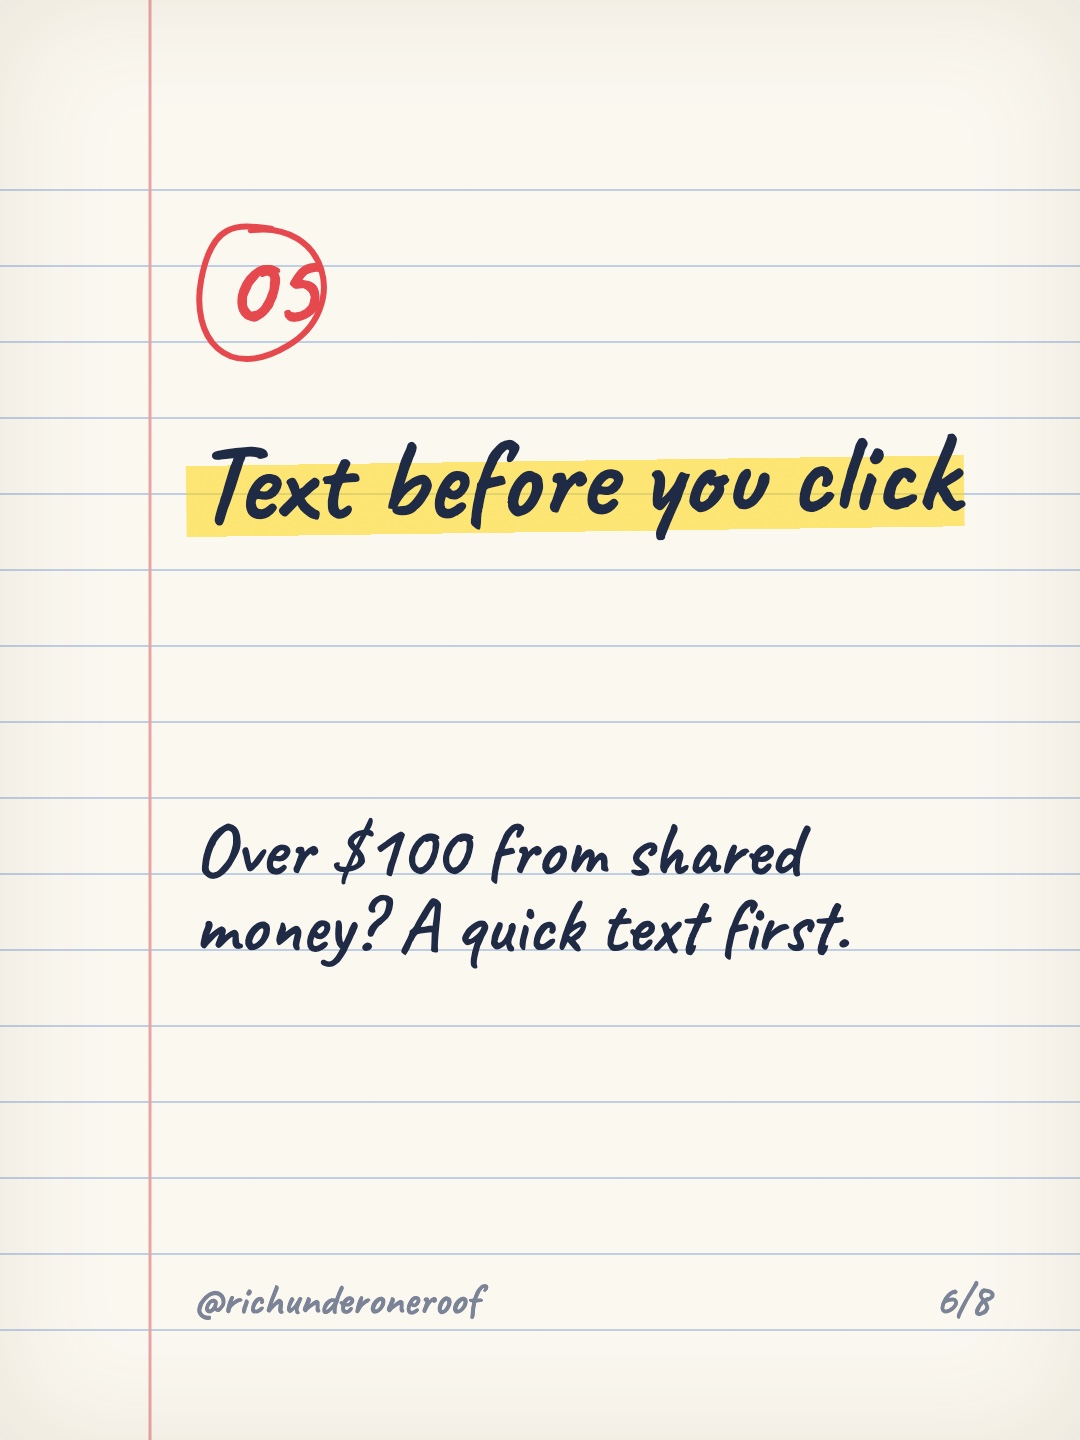 05
Text before you click
Over $100 from shared
money? A quick text first.
@richunderoneroof
6/8